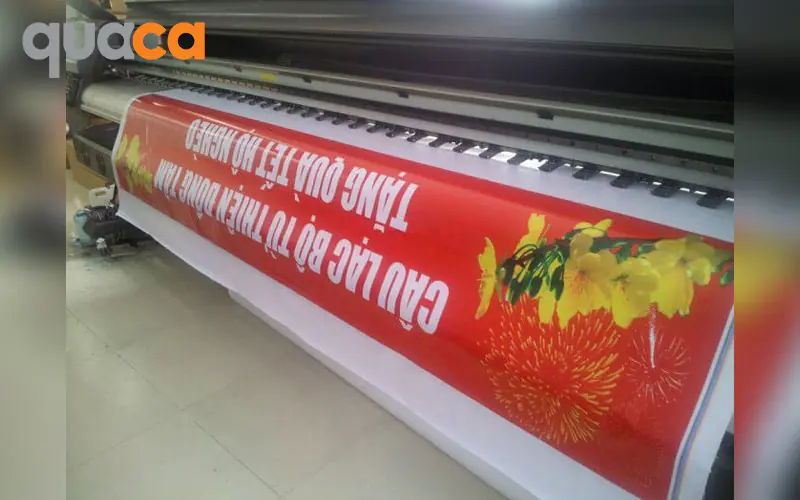 quaca
CÂU LẠC BỘ TỪ THIỆN ĐỒNG TÂM
TẶNG QUÀ TẾT HỘ NGHÈO